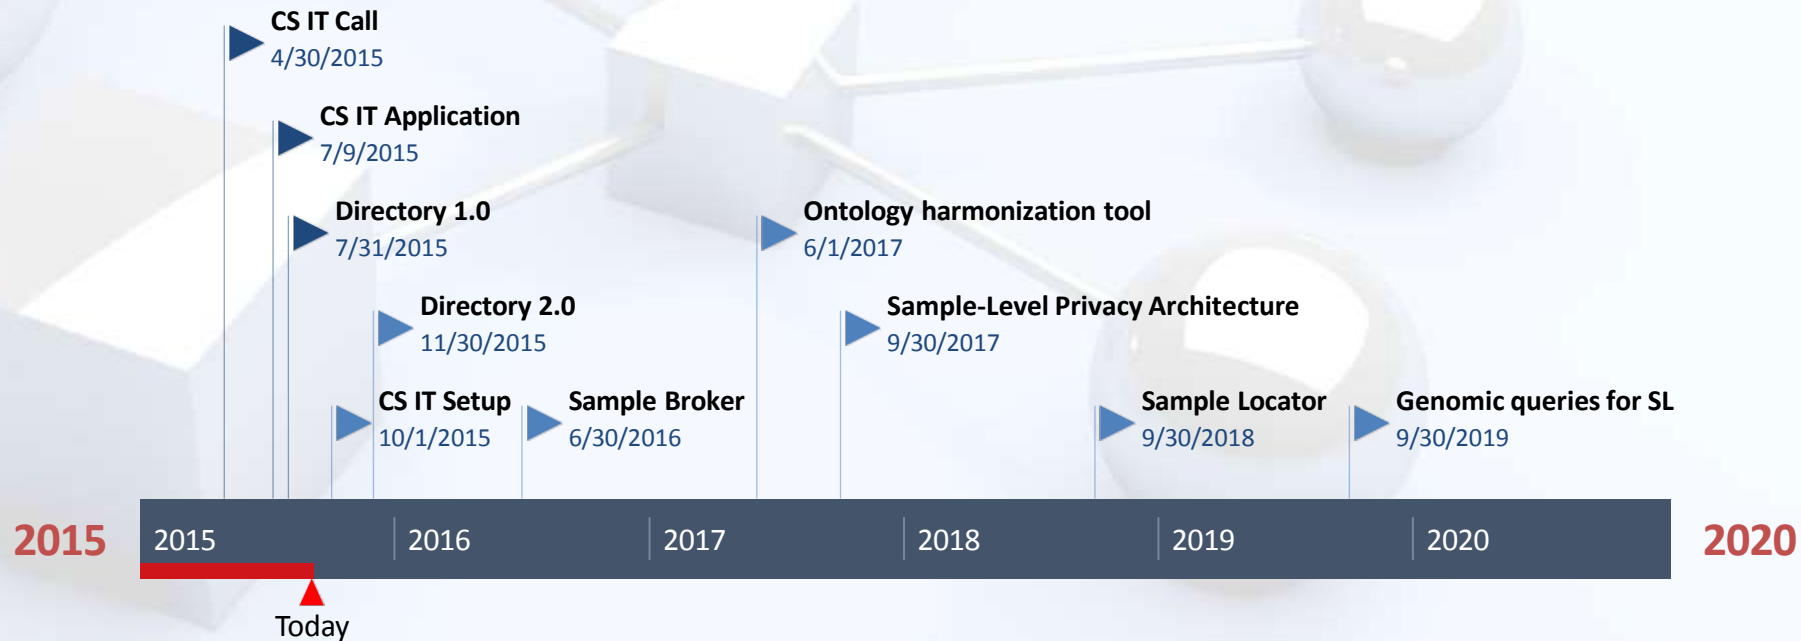 CS IT Call
4/30/2015
CS IT Application
7/9/2015
Directory 1.0
7/31/2015
Ontology harmonization tool
6/1/2017
Directory 2.0
11/30/2015
Sample-Level Privacy Architecture
9/30/2017
CS IT Setup
10/1/2015
Sample Broker
6/30/2016
Sample Locator
9/30/2018
Genomic queries for SL
9/30/2019
2015
2015
2016
2017
2018
2019
2020
2020
Today